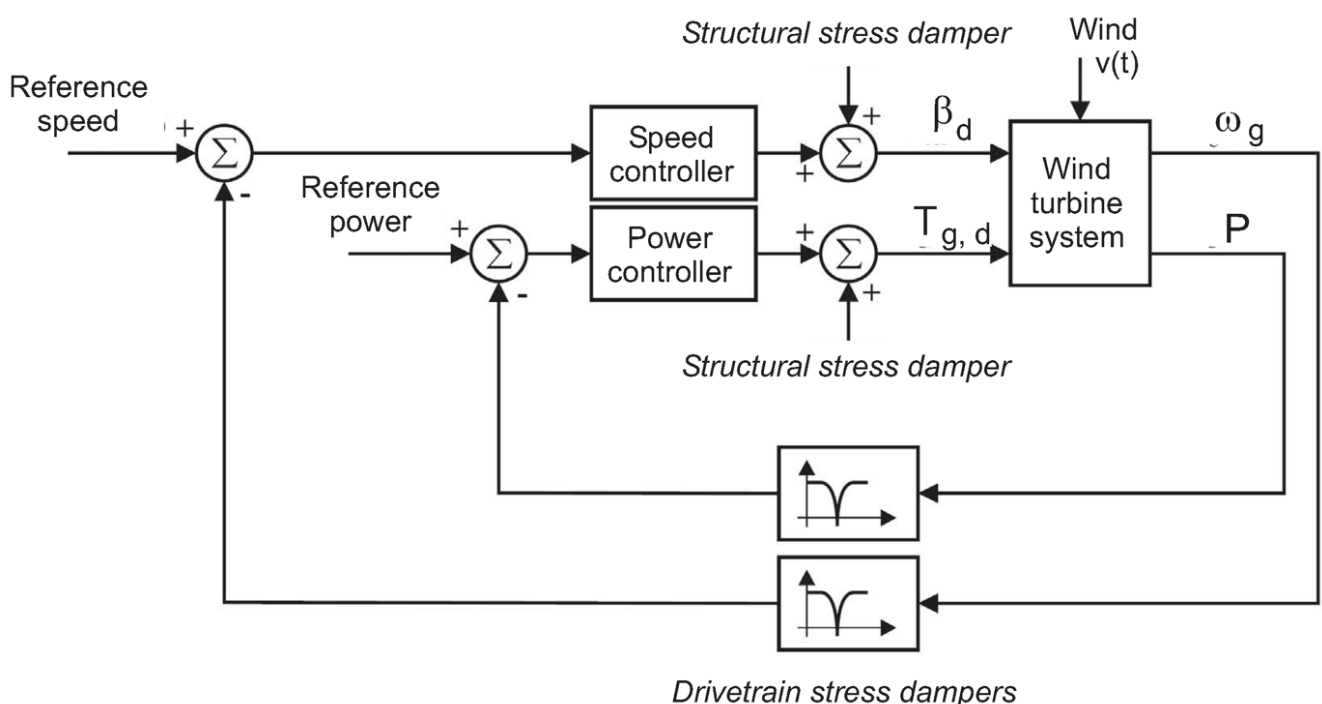 Structural stress damper
Wind
v(t)
Reference
speed
+
Σ
-
Speed
controller
+
+
Σ
β d
Wind
turbine
system
ω g
Reference
power
+
Σ
-
Power
controller
+
+
Σ
T g, d
P
Structural stress damper
Drivetrain stress dampers